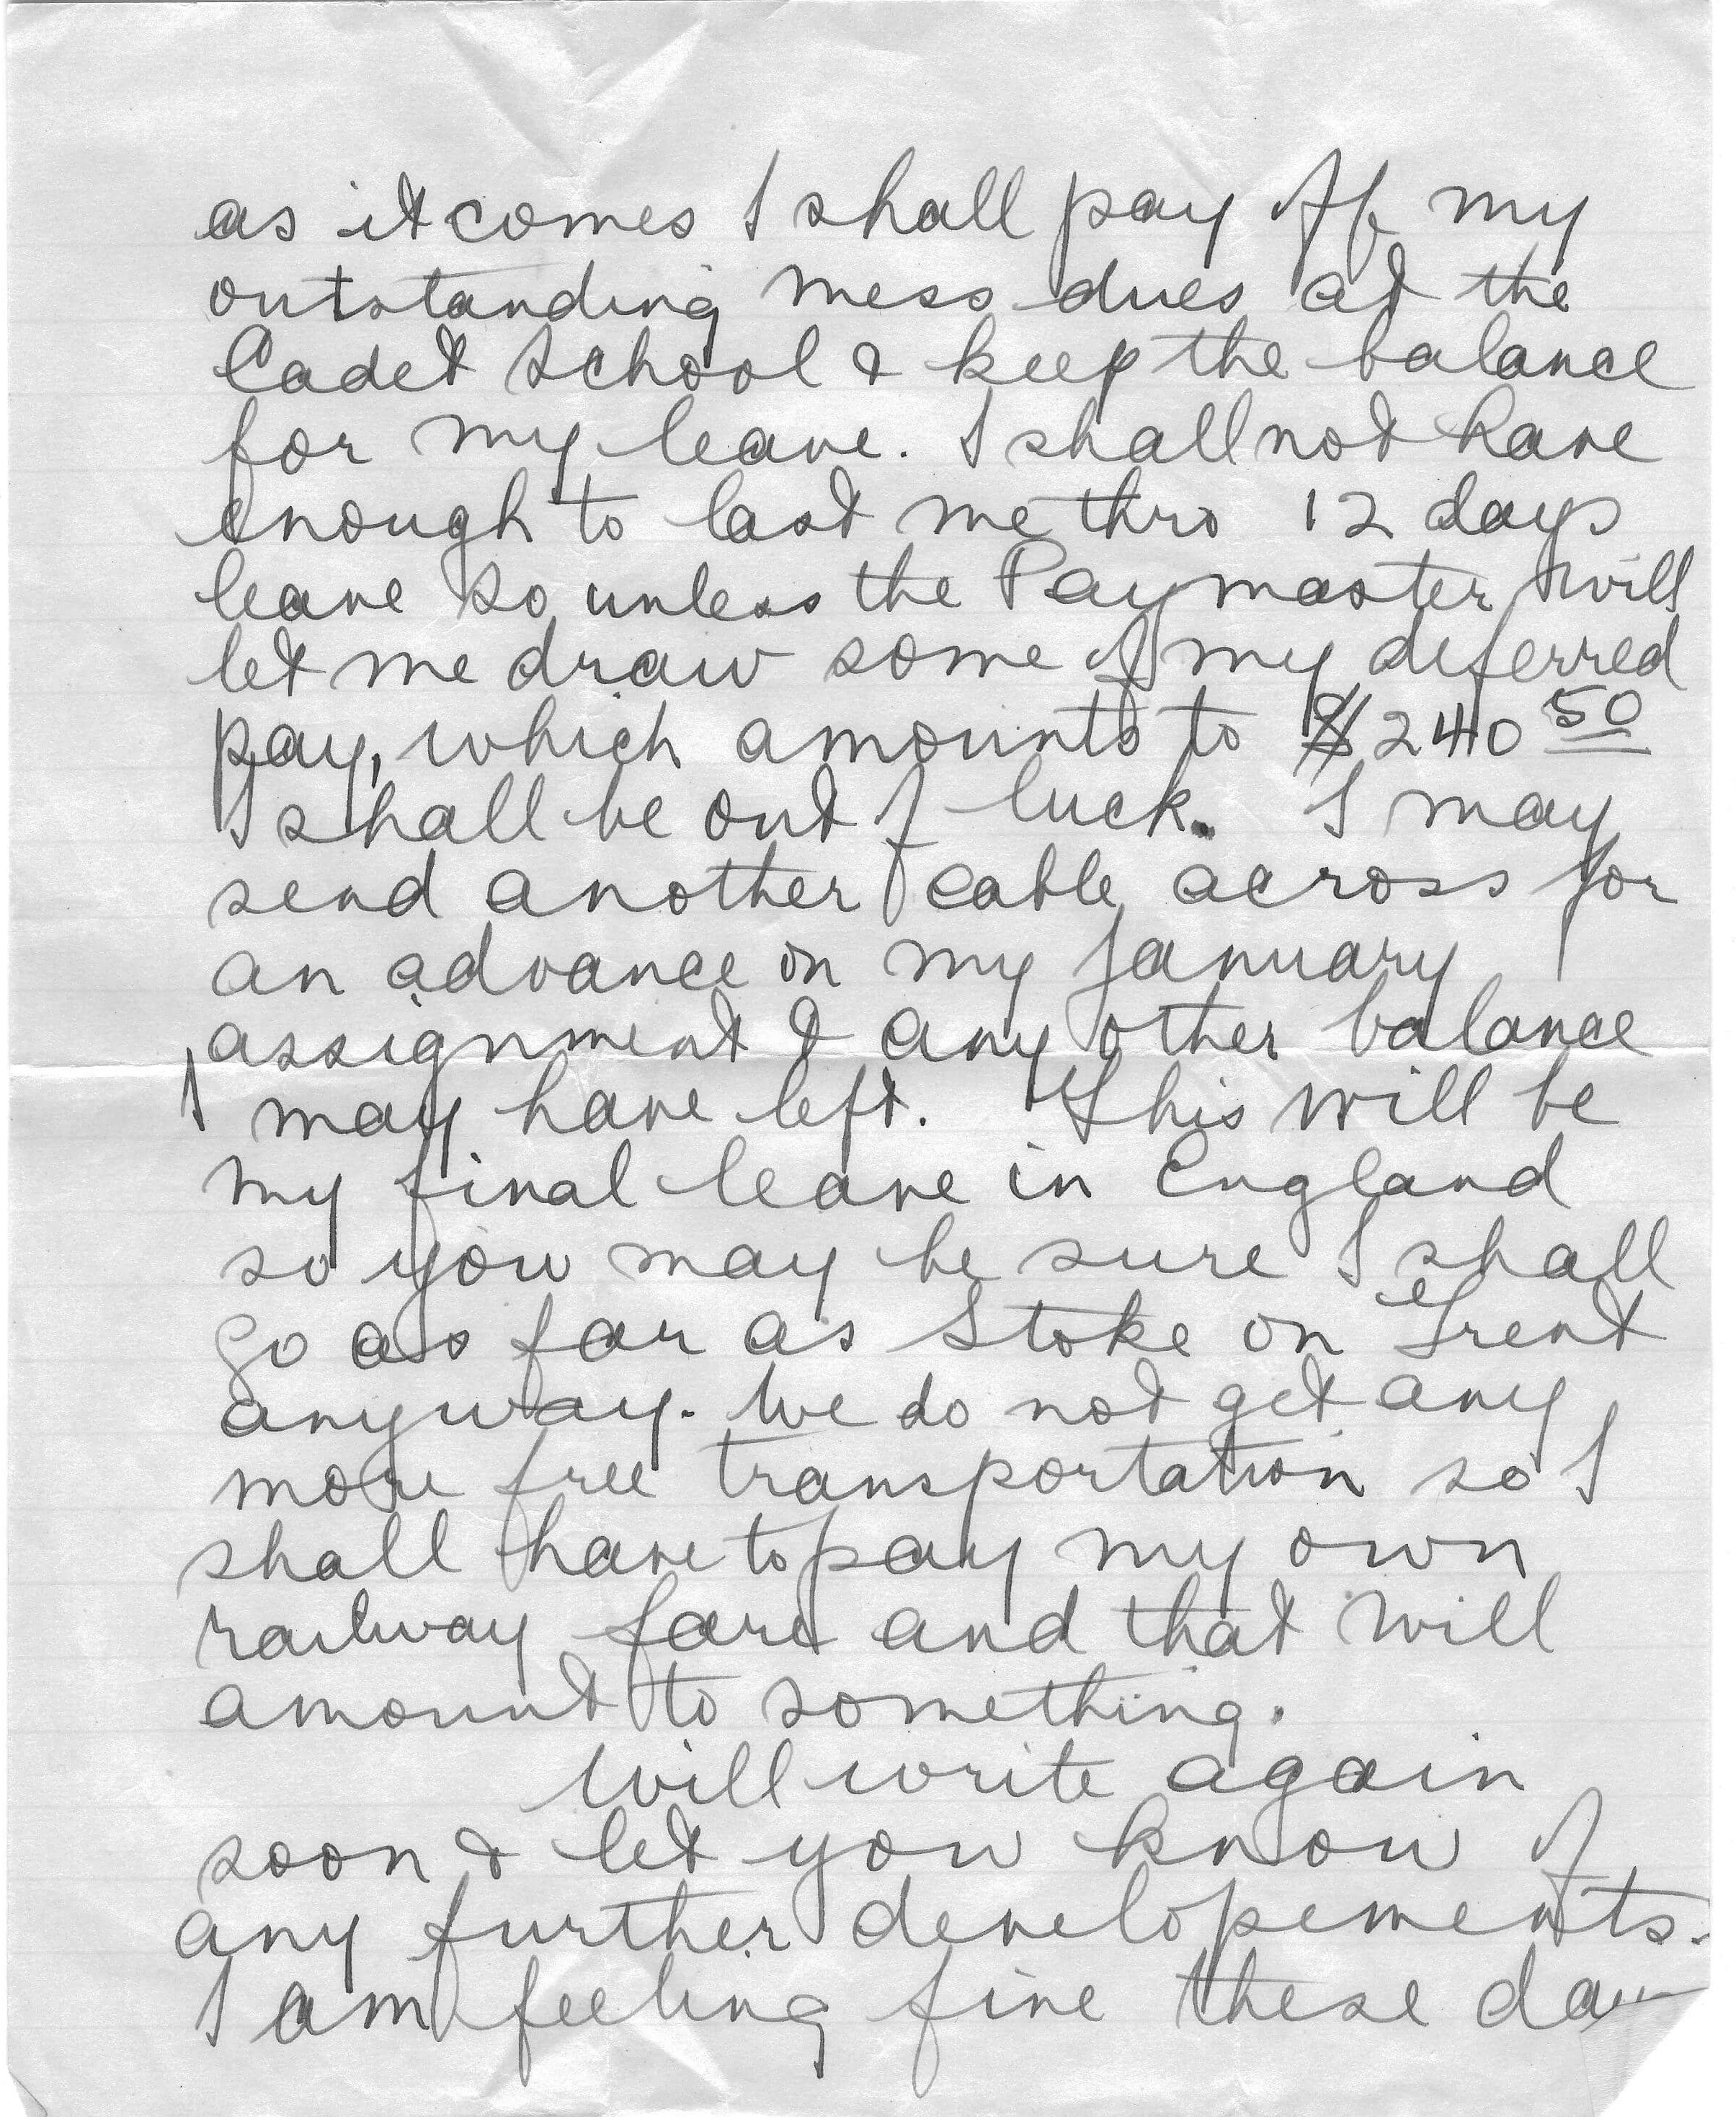 as it comes I shall pay off my
outstanding mess dues at the
Cadet School & keep the balance
for my leave. I shall not have
enough to last me thro 12 days
leave so unless the Paymaster will
let me draw some of my deferred
pay, which amounts to $240 50
I shall be out of luck. I may
send another cable across for
an advance on my January
assignment & any other balance
I may have left. This will be
my final leave in England
so you may be sure I shall
go as far as Stoke on Trent
anyway. We do not get any
more free transportation so I
shall have to pay my own
railway fare and that will
amount to something.
Will write again
soon & let you know of
any further developements.
I am feeling fine these